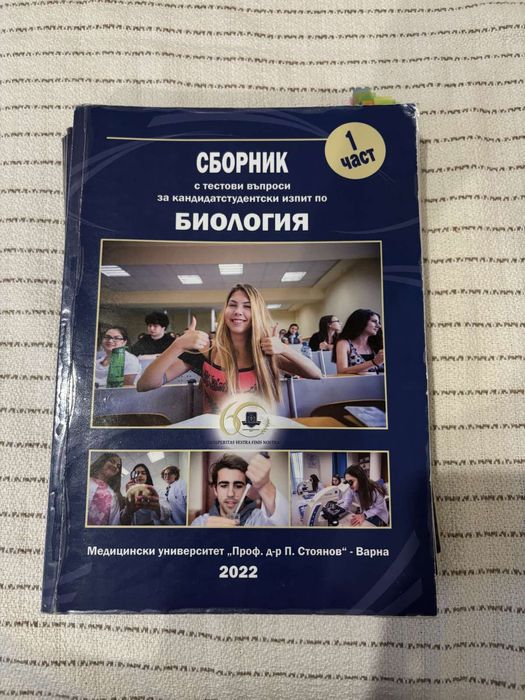 1
част
СБОРНИК
с тестови въпроси
за кандидатстудентски изпит по
БИОЛОГИЯ
60
Медицински университет „Проф. д-р П. Стоянов“ - Варна
2022